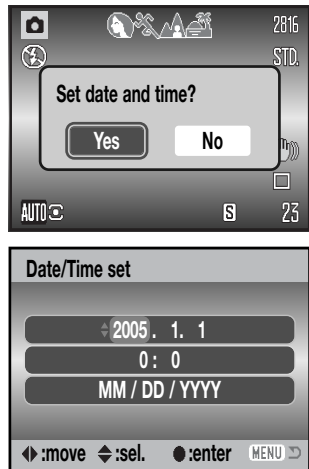 2816
STD.
Set date and time?
Yes No
AUTO S 23
Date/Time set
2005. 1. 1
0: 0
MM / DD / YYYY
:move :sel. :enter MENU